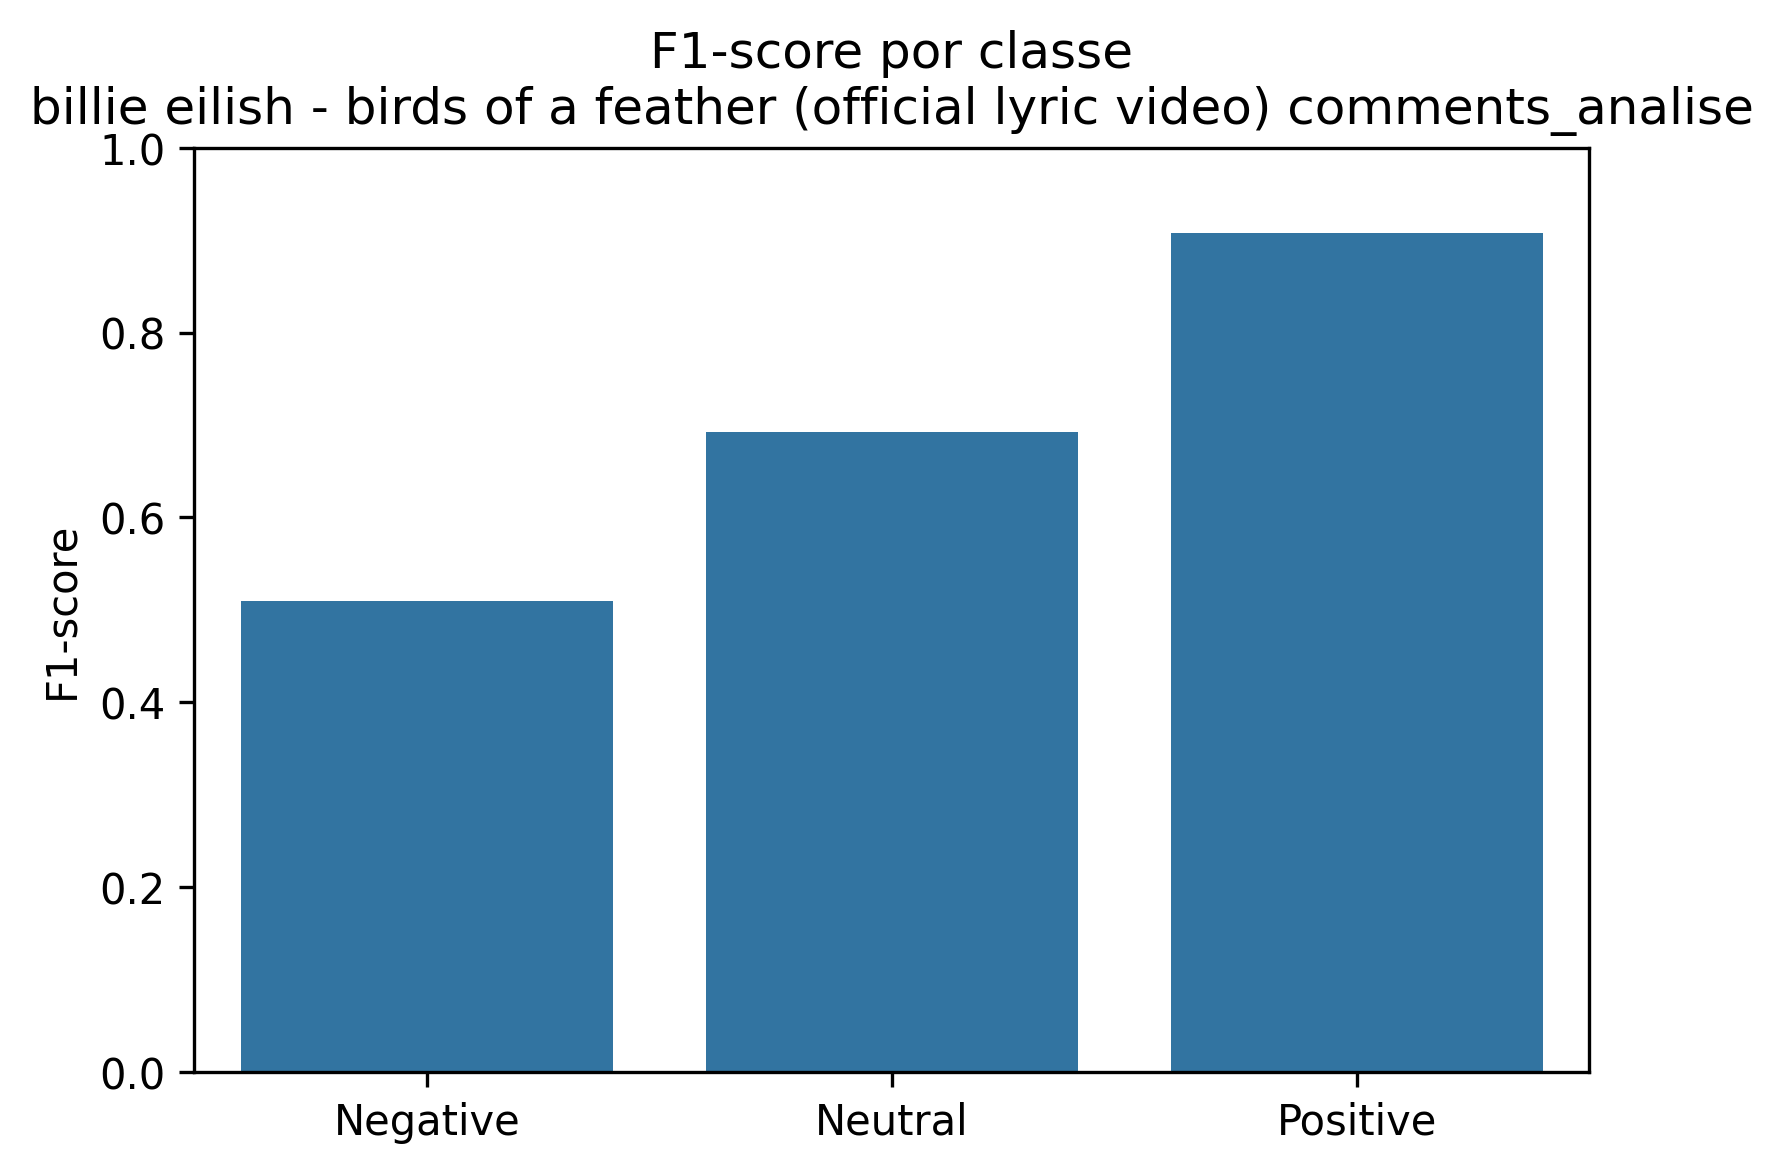 F1-score por classe
billie eilish - birds of a feather (official lyric video) comments_analise
1.0
0.8
0.6
0.4
0.2
0.0
F1-score
Negative
Neutral
Positive